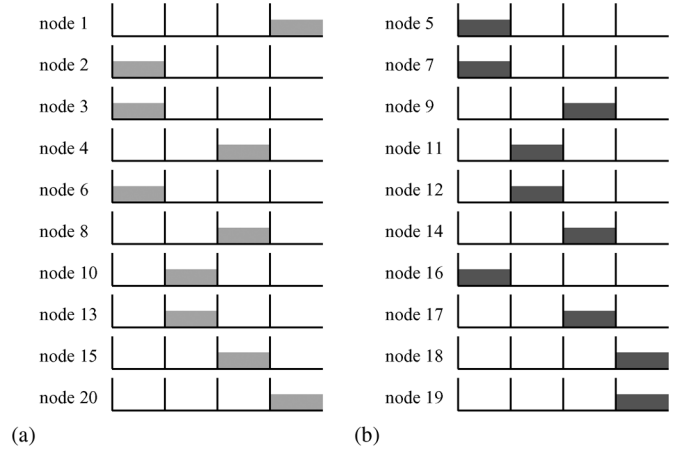 node 1
node 2
node 3
node 4
node 6
node 8
node 10
node 13
node 15
node 20
(a)
node 5
node 7
node 9
node 11
node 12
node 14
node 16
node 17
node 18
node 19
(b)